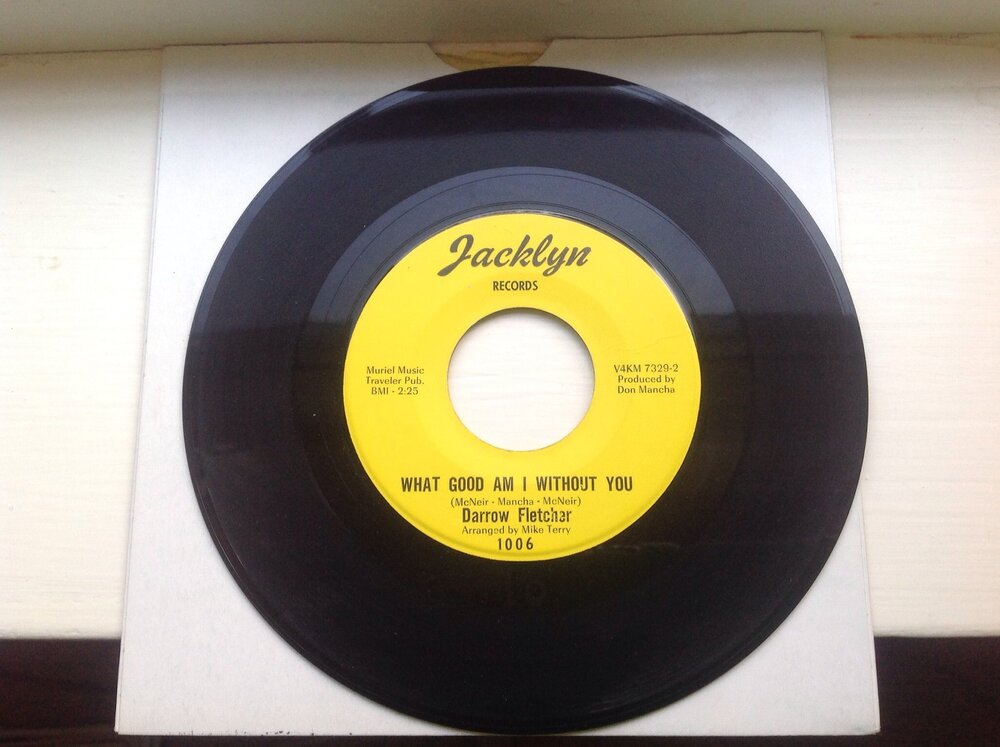 Jacklyn
RECORDS
Muriel Music
Traveler Pub.
BMI - 2:25
V4KM 7329-2
Produced by
Don Mancha
WHAT GOOD AM I WITHOUT YOU
(McNeir - Mancha - McNeir)
Darrow Fletcher
Arranged by Mike Terry
1006